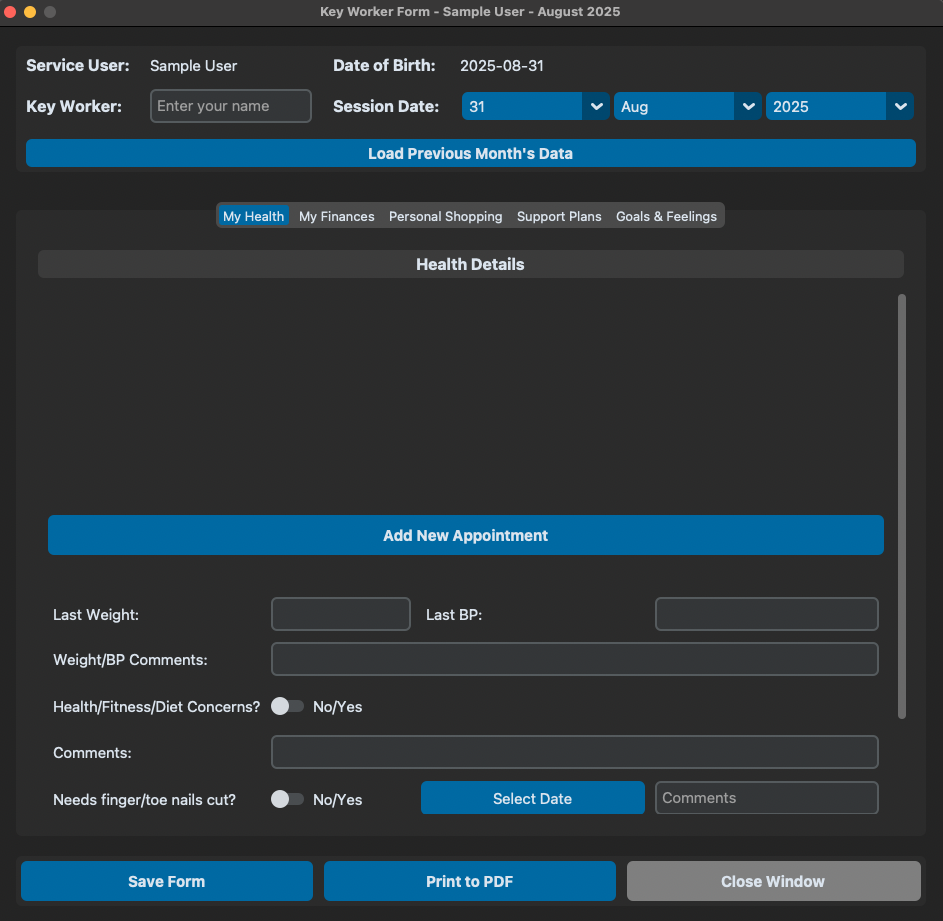 Key Worker Form - Sample User - August 2025
Service User: Sample User Date of Birth: 2025-08-31
Key Worker: Enter your name Session Date: 31 Aug 2025
Load Previous Month's Data
My Health My Finances Personal Shopping Support Plans Goals & Feelings
Health Details
Add New Appointment
Last Weight: Last BP:
Weight/BP Comments:
Health/Fitness/Diet Concerns? No/Yes
Comments:
Needs finger/toe nails cut? No/Yes Select Date Comments
Save Form Print to PDF Close Window